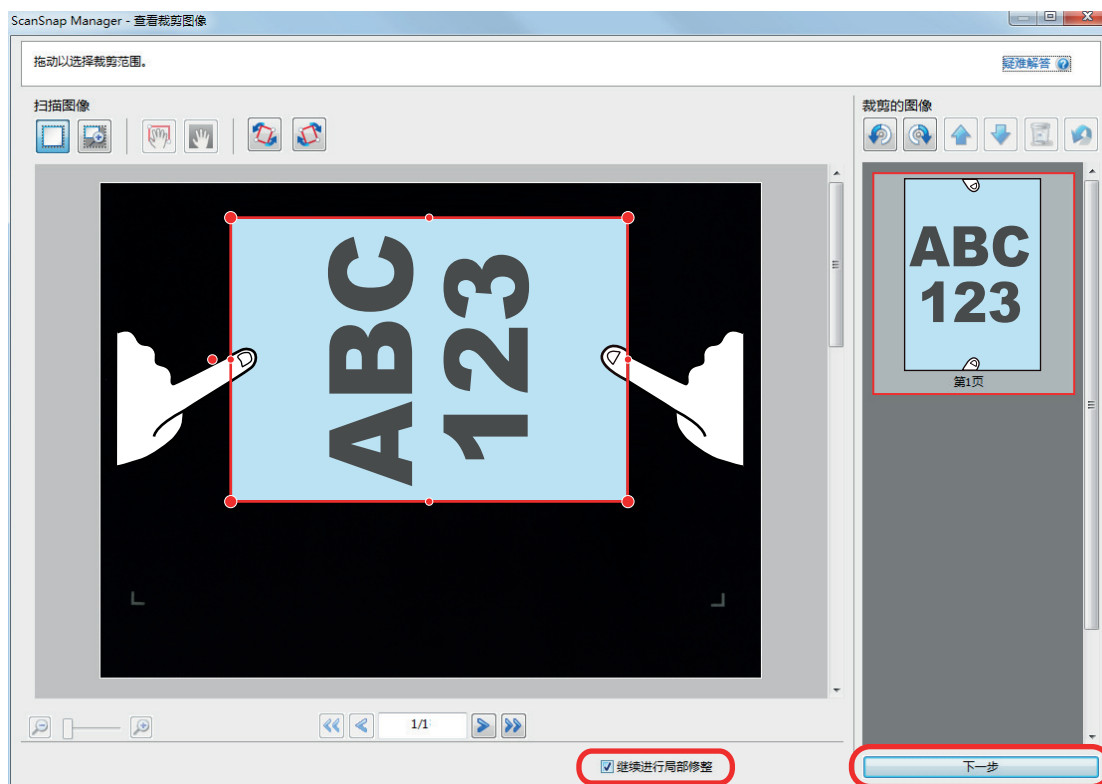 ScanSnap Manager - 查看裁剪图像
拖动以选择裁剪范围。
疑难解答
扫描图像
裁剪的图像
ABC
123
ABC
123
第1页
1/1
继续进行局部修整
下一步